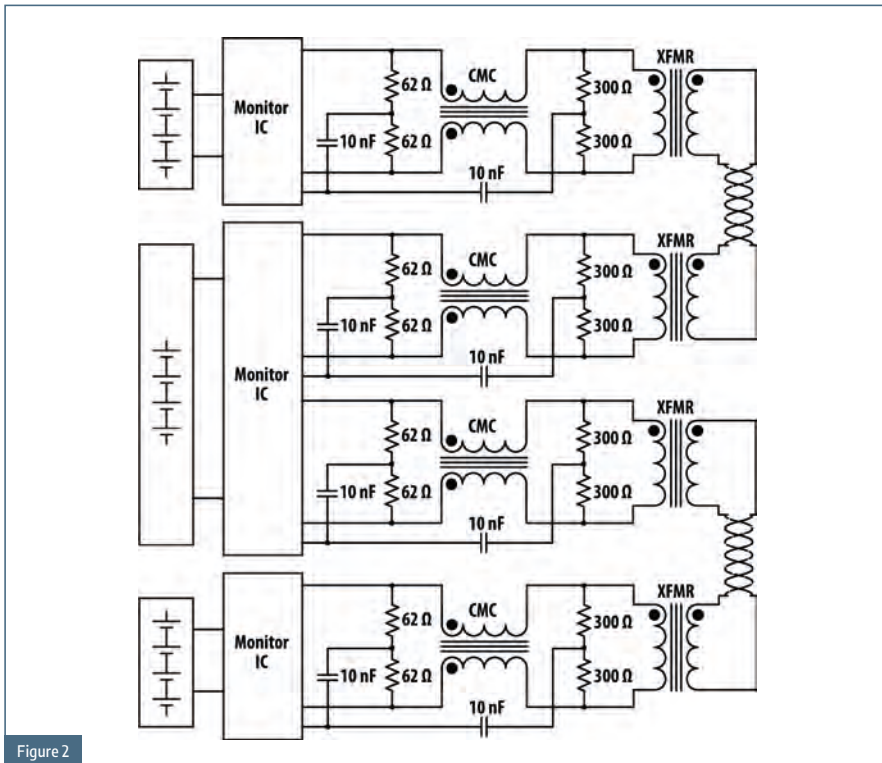 XFMR
CMC
62 Ω
300 Ω
Monitor
IC
10 nF
62 Ω
300 Ω
10 nF
XFMR
CMC
62 Ω
300 Ω
10 nF
62 Ω
300 Ω
10 nF
Monitor
IC
XFMR
CMC
62 Ω
300 Ω
10 nF
62 Ω
300 Ω
10 nF
XFMR
CMC
62 Ω
300 Ω
Monitor
IC
10 nF
62 Ω
300 Ω
10 nF
Figure 2